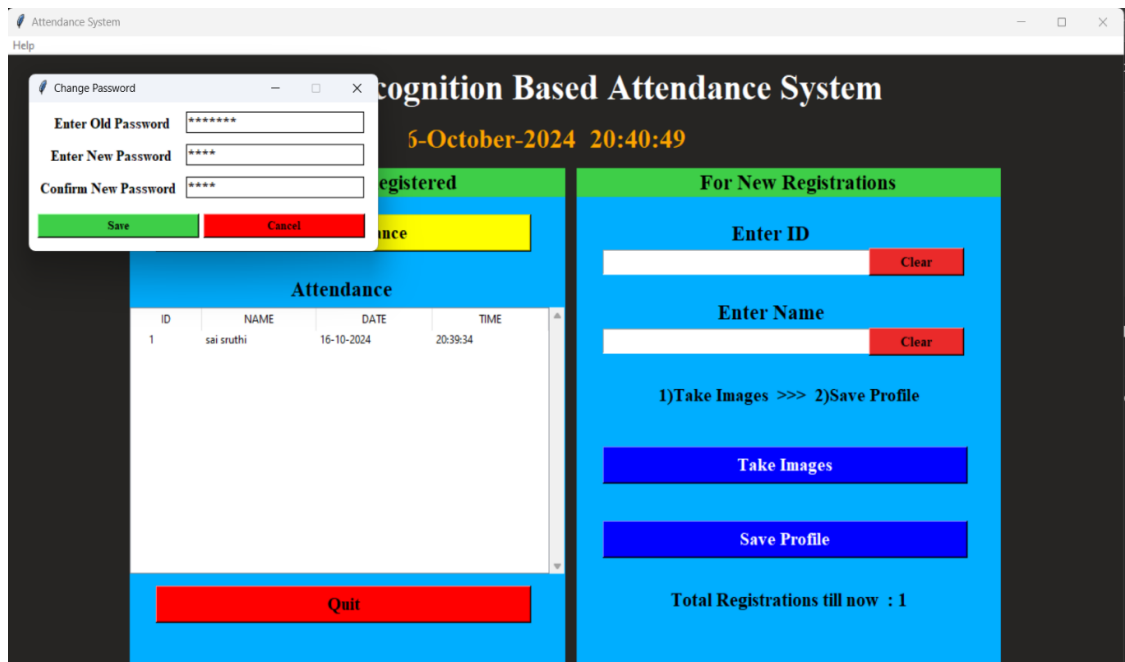 Attendance System
Help
Change Password
Enter Old Password *******
Enter New Password ****
Confirm New Password ****
Save Cancel
cognition Based Attendance System
-October-2024 20:40:49
egistered
nce
Attendance
ID NAME DATE TIME
1 sai sruthi 16-10-2024 20:39:34
Quit
For New Registrations
Enter ID
Clear
Enter Name
Clear
1)Take Images >>> 2)Save Profile
Take Images
Save Profile
Total Registrations till now : 1